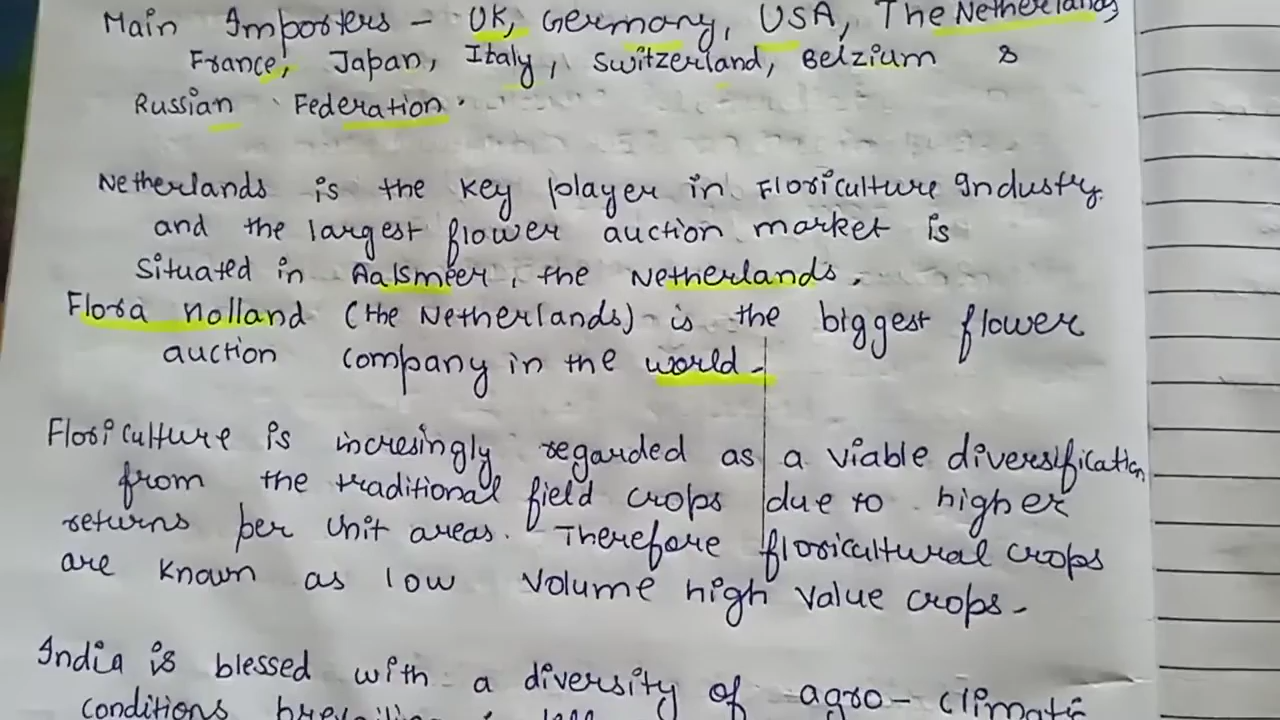 Main Importers - UK, Germany, USA, The Netherlands
France, Japan, Italy, Switzerland, Belzium &
Russian Federation.
Netherlands is the key player in Floriculture Industry.
and the largest flower auction market is
situated in Aalsmeer, the Netherlands.
Flora Holland (the Netherlands) is the biggest flower
auction company in the world-
Floriculture is incresingly regarded as a viable diversification
from the traditional field crops due to higher
returns per unit areas. Therefore floricultural crops
are known as low volume high value crops-
India is blessed with a diversity of agro-climatic
conditions